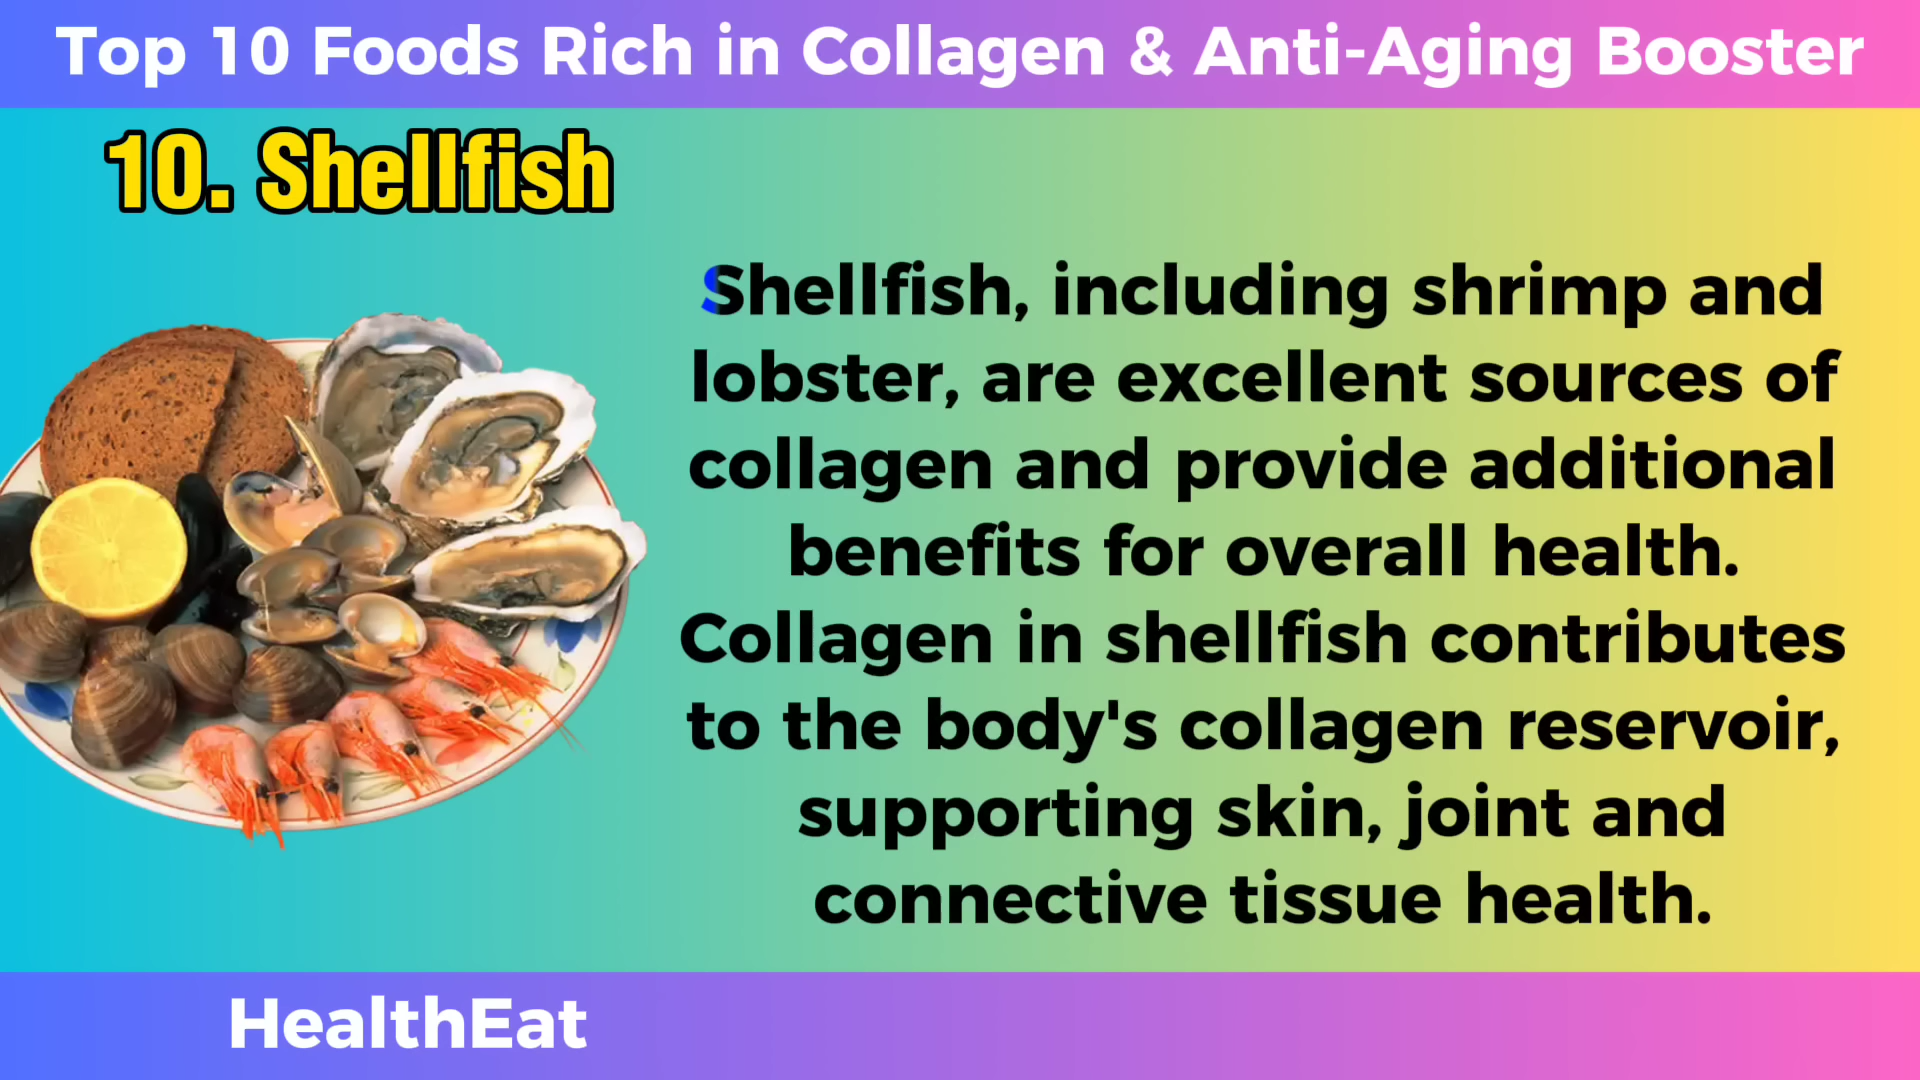 Top 10 Foods Rich in Collagen & Anti-Aging Booster
10. Shellfish
Shellfish, including shrimp and
lobster, are excellent sources of
collagen and provide additional
benefits for overall health.
Collagen in shellfish contributes
to the body's collagen reservoir,
supporting skin, joint and
connective tissue health.
HealthEat